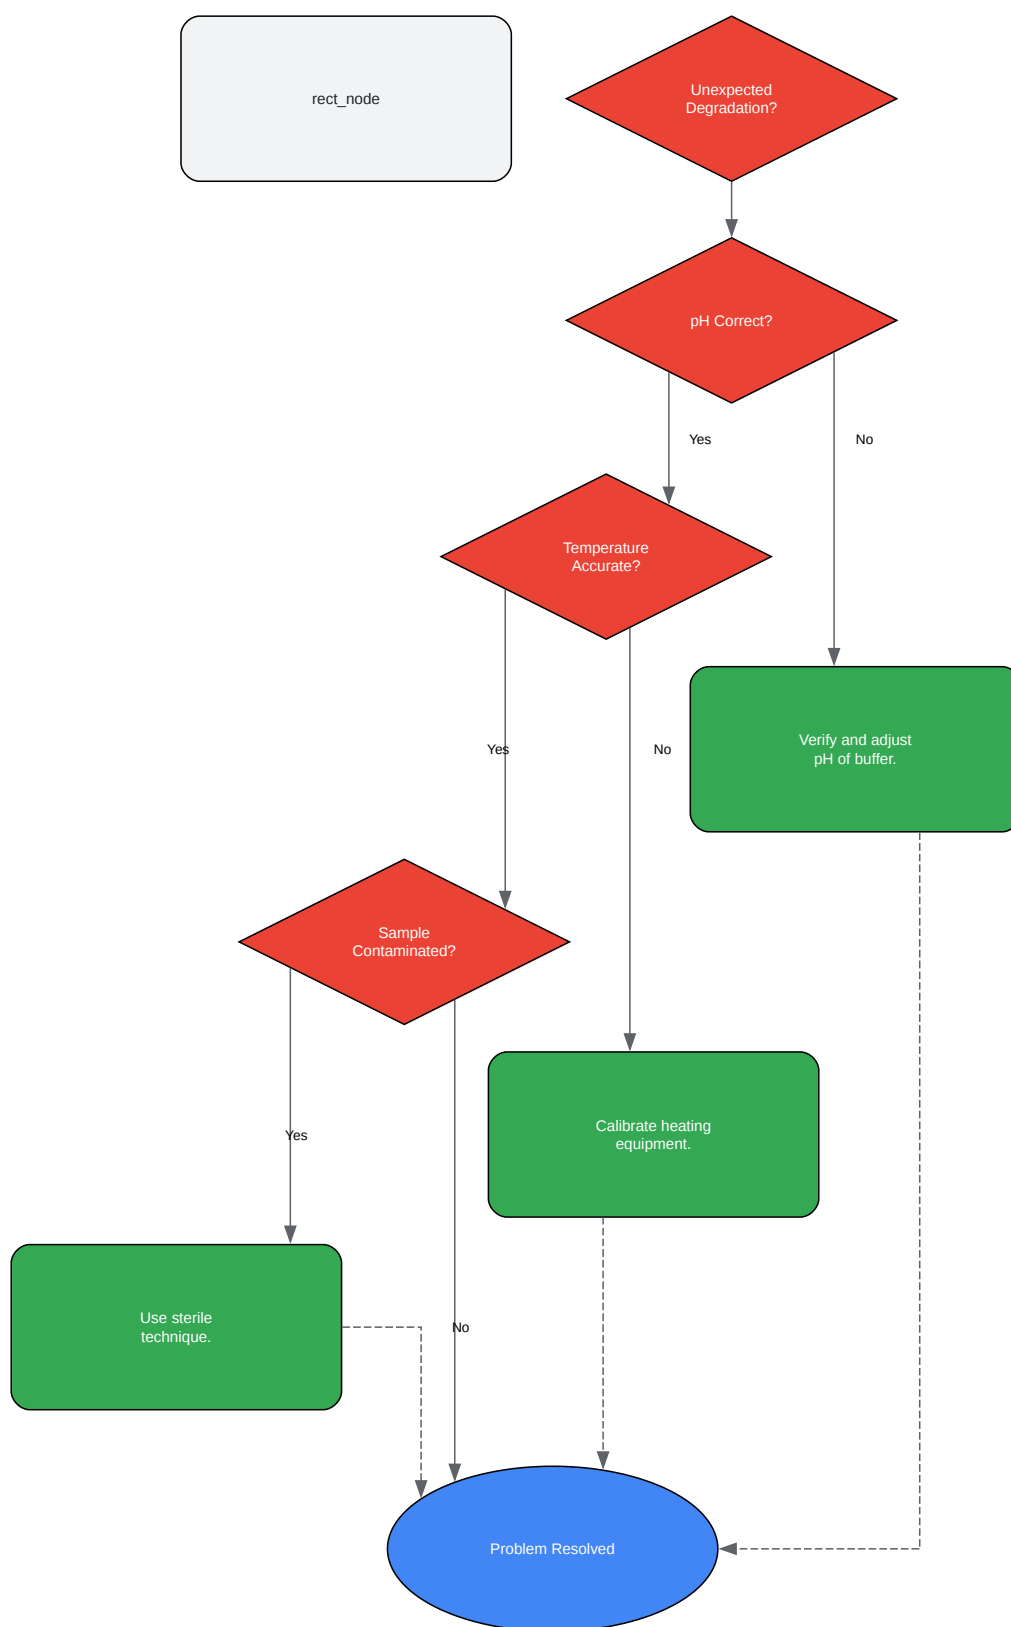 rect_node
Unexpected
Degradation?
pH Correct?
Yes
No
Temperature
Accurate?
Yes
No
Verify and adjust
pH of buffer.
Sample
Contaminated?
Calibrate heating
equipment.
Yes
Use sterile
technique.
No
Problem Resolved